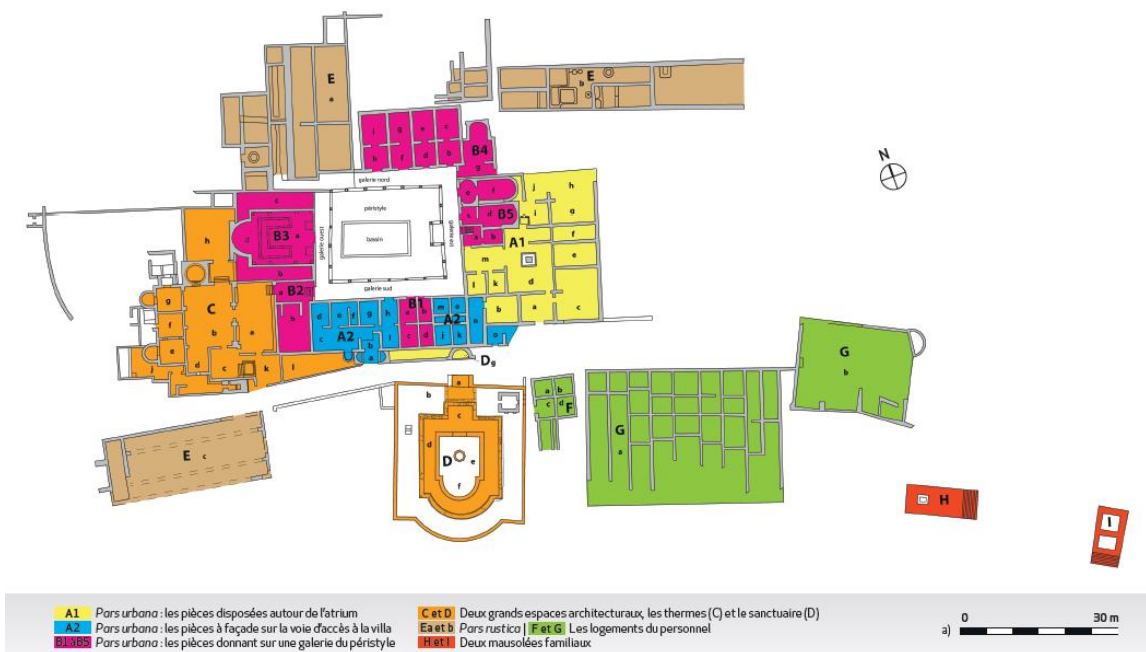 E
a
E
b
j g e c
h f d b
B4
g
N
galerie nord
péristyle
bassin
galerie ouest
galerie est
galerie sud
c
B3
d
a
b
B2
a
b
e f
c d B5
a b
j h
i g
A1 f
m e
l k d
b a c
h
g
C
f
b
a
e
d
c
j
k
l
d e f g h
A2
c
b
i
a
B1
a b
c d
m n
A2
j k
o
Dg
a
b
c
d
D
e
f
a b
c d
F
G
a
G
b
E
c
H
I
A1 Pars urbana : les pièces disposées autour de l'atrium
A2 Pars urbana : les pièces à façade sur la voie d'accès à la villa
B1 à B5 Pars urbana : les pièces donnant sur une galerie du péristyle
C et D Deux grands espaces architecturaux, les thermes (C) et le sanctuaire (D)
Ea et b Pars rustica | F et G Les logements du personnel
H et I Deux mausolées familiaux
a) 0 30 m